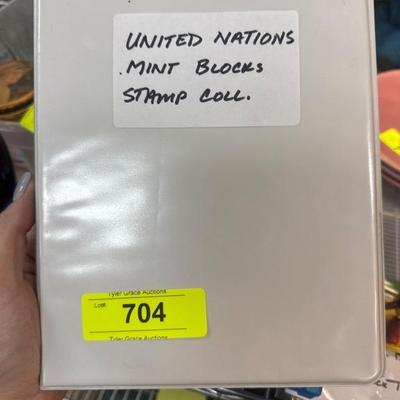 UNITED NATIONS
MINT BLOCKS
STAMP COLL.
Tyler Grace Auctions
Lot#:
704
Tyler Grace Auctions